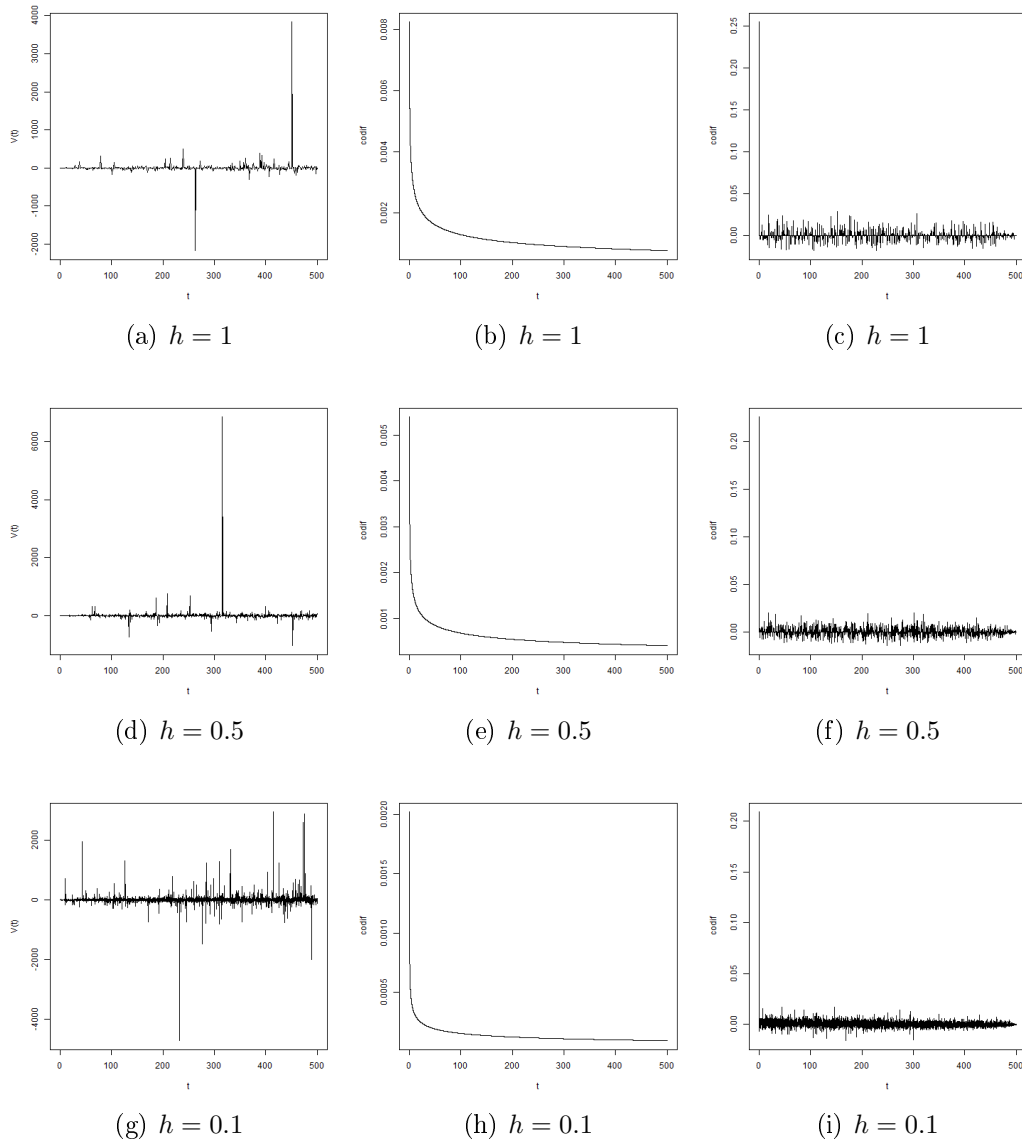 4000
3000
2000
1000
0
-1000
-2000
V(t)
0 100 200 300 400 500
t
(a) h = 1
0.008
0.006
0.004
0.002
codif
0 100 200 300 400 500
t
(b) h = 1
0.25
0.20
0.15
0.10
0.05
0.00
codif
0 100 200 300 400 500
t
(c) h = 1
6000
4000
2000
0
V(t)
0 100 200 300 400 500
t
(d) h = 0.5
0.005
0.004
0.003
0.002
0.001
codif
0 100 200 300 400 500
t
(e) h = 0.5
0.20
0.15
0.10
0.05
0.00
codif
0 100 200 300 400 500
t
(f) h = 0.5
2000
0
-2000
-4000
V(t)
0 100 200 300 400 500
t
(g) h = 0.1
0.0020
0.0015
0.0010
0.0005
codif
0 100 200 300 400 500
t
(h) h = 0.1
0.20
0.15
0.10
0.05
0.00
codif
0 100 200 300 400 500
t
(i) h = 0.1